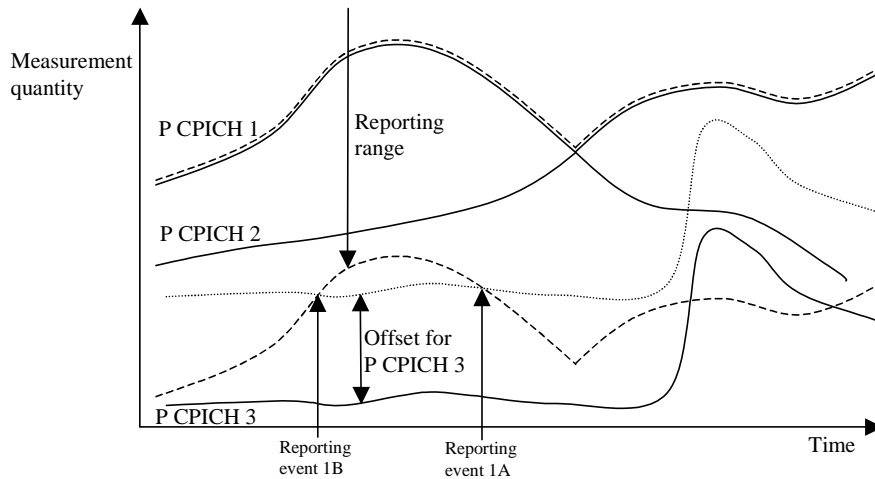 Measurement
quantity
P CPICH 1
Reporting
range
P CPICH 2
Offset for
P CPICH 3
P CPICH 3
Reporting
event 1B
Reporting
event 1A
Time